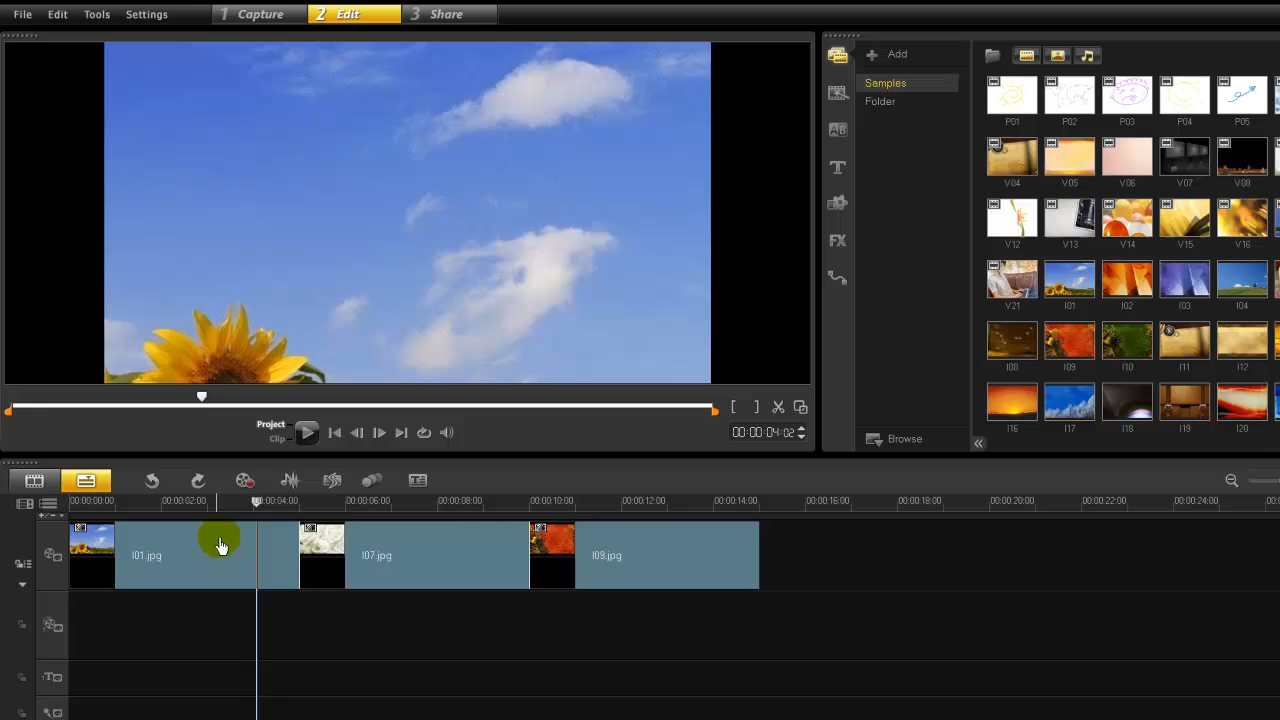 File Edit Tools Settings 1 Capture 2 Edit 3 Share
Add
Samples
Folder
P01 P02 P03 P04 P05
V04 V05 V06 V07 V08
V12 V13 V14 V15 V16
V21 I01 I02 I03 I04
I08 I09 I10 I11 I12
I16 I17 I18 I19 I20
AB
T
FX
Browse
Project
Clip
00:00:04:02
00:00:00:00 00:00:02:00 00:00:04:00 00:00:06:00 00:00:08:00 00:00:10:00 00:00:12:00 00:00:14:00 00:00:16:00 00:00:18:00 00:00:20:00 00:00:22:00 00:00:24:00
I01.jpg I07.jpg I09.jpg